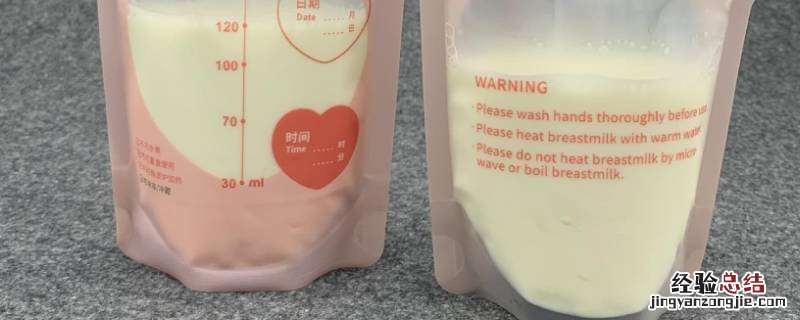 日期
Date ......月
......日
120
100
70
30 ml
时间
Time ......时
......分
WARNING
·Please wash hands thoroughly before use.
·Please heat breastmilk with warm water.
·Please do not heat breastmilk by micro
wave or boil breastmilk.
经验总结
jingyanzongjie.com